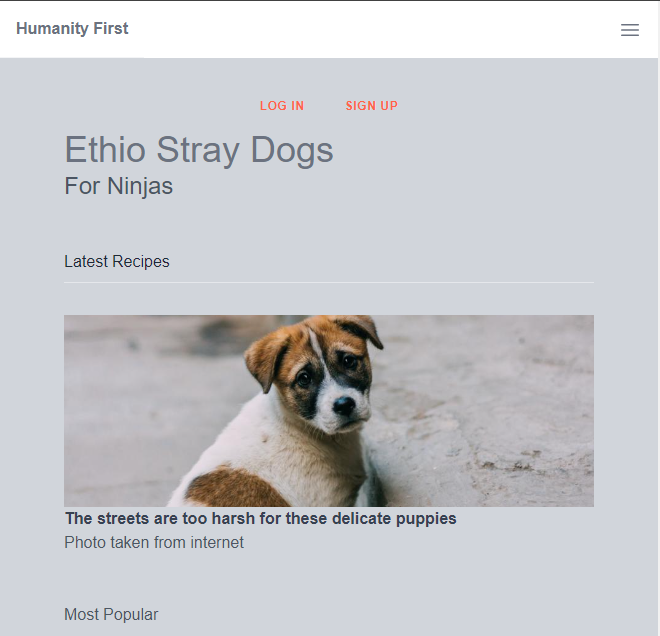 Humanity First
LOG IN SIGN UP
Ethio Stray Dogs
For Ninjas
Latest Recipes
The streets are too harsh for these delicate puppies
Photo taken from internet
Most Popular